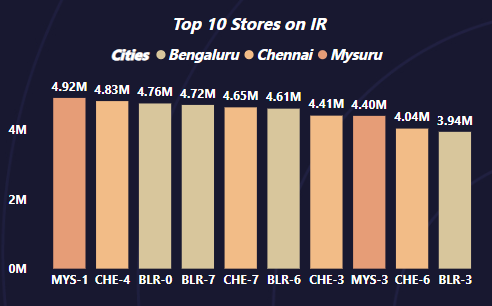 Top 10 Stores on IR
Cities Bengaluru Chennai Mysuru
4.92M 4.83M 4.76M 4.72M 4.65M 4.61M 4.41M 4.40M 4.04M 3.94M
4M
2M
0M
MYS-1 CHE-4 BLR-0 BLR-7 CHE-7 BLR-6 CHE-3 MYS-3 CHE-6 BLR-3